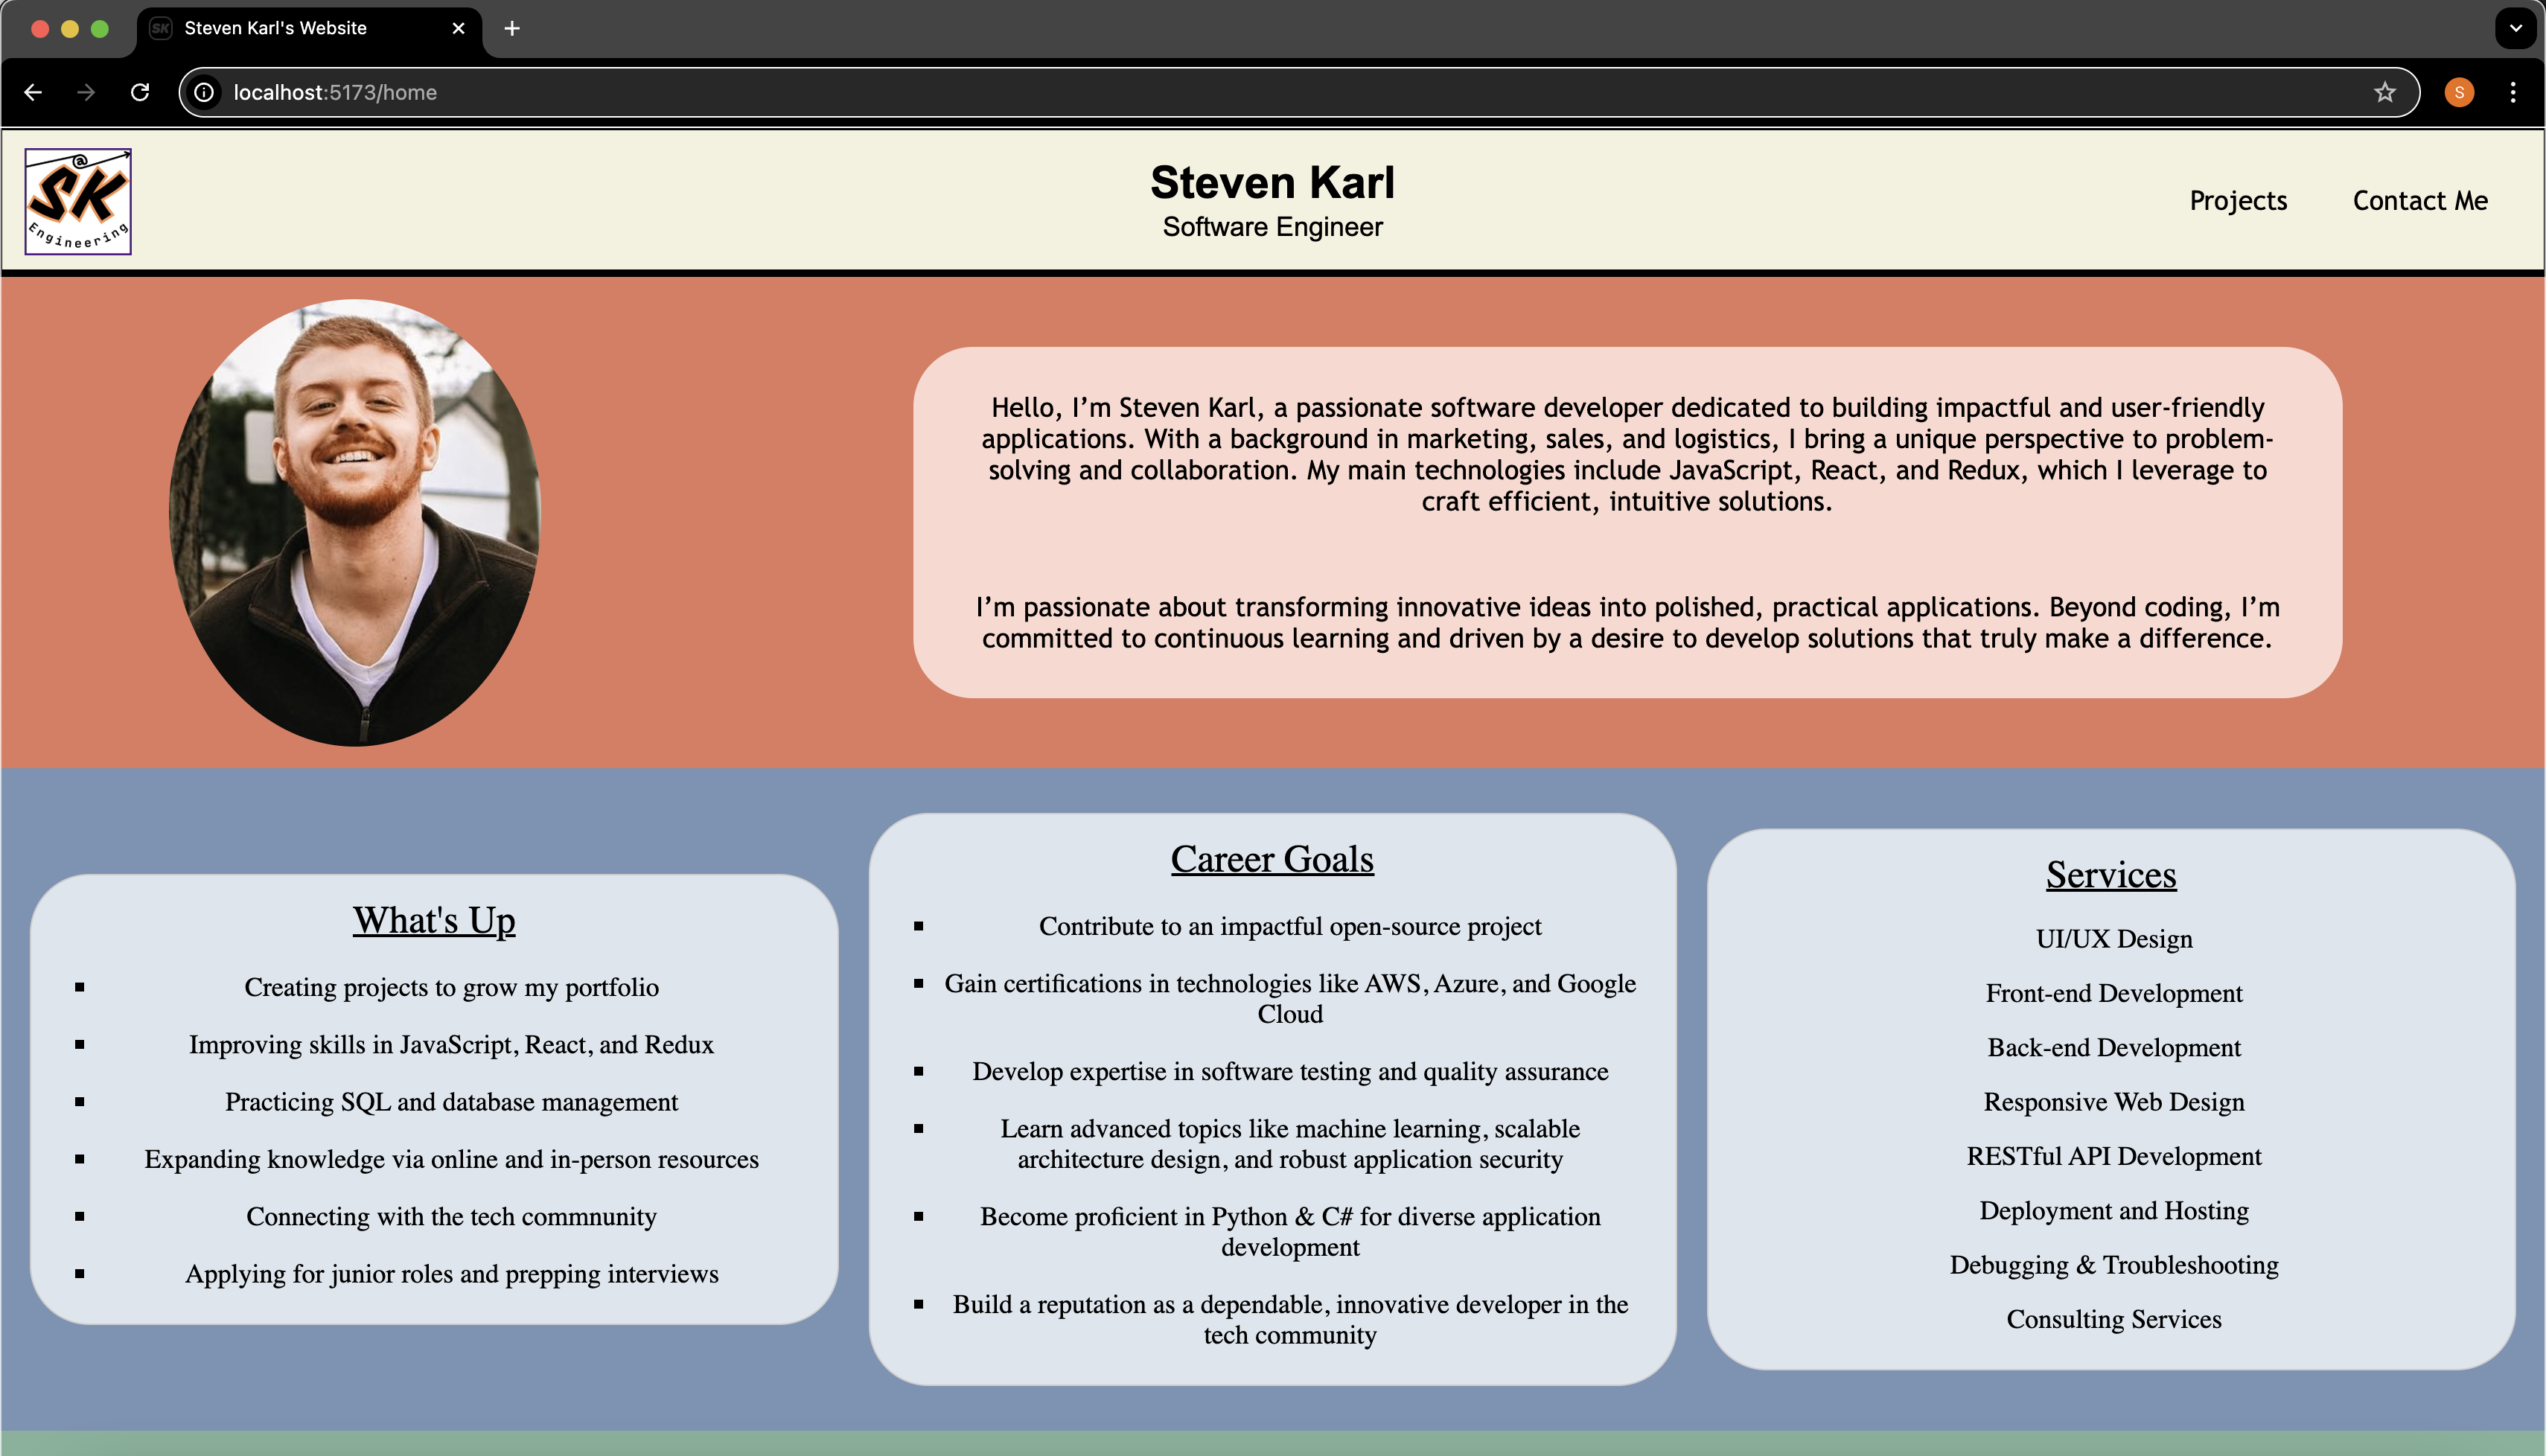 SK Steven Karl's Website
localhost:5173/home
@
SK
Engineering
Steven Karl
Software Engineer
Projects Contact Me
Hello, I’m Steven Karl, a passionate software developer dedicated to building impactful and user-friendly
applications. With a background in marketing, sales, and logistics, I bring a unique perspective to problem-
solving and collaboration. My main technologies include JavaScript, React, and Redux, which I leverage to
craft efficient, intuitive solutions.
I’m passionate about transforming innovative ideas into polished, practical applications. Beyond coding, I’m
committed to continuous learning and driven by a desire to develop solutions that truly make a difference.
What's Up
Creating projects to grow my portfolio
Improving skills in JavaScript, React, and Redux
Practicing SQL and database management
Expanding knowledge via online and in-person resources
Connecting with the tech commnunity
Applying for junior roles and prepping interviews
Career Goals
Contribute to an impactful open-source project
Gain certifications in technologies like AWS, Azure, and Google
Cloud
Develop expertise in software testing and quality assurance
Learn advanced topics like machine learning, scalable
architecture design, and robust application security
Become proficient in Python & C# for diverse application
development
Build a reputation as a dependable, innovative developer in the
tech community
Services
UI/UX Design
Front-end Development
Back-end Development
Responsive Web Design
RESTful API Development
Deployment and Hosting
Debugging & Troubleshooting
Consulting Services
S